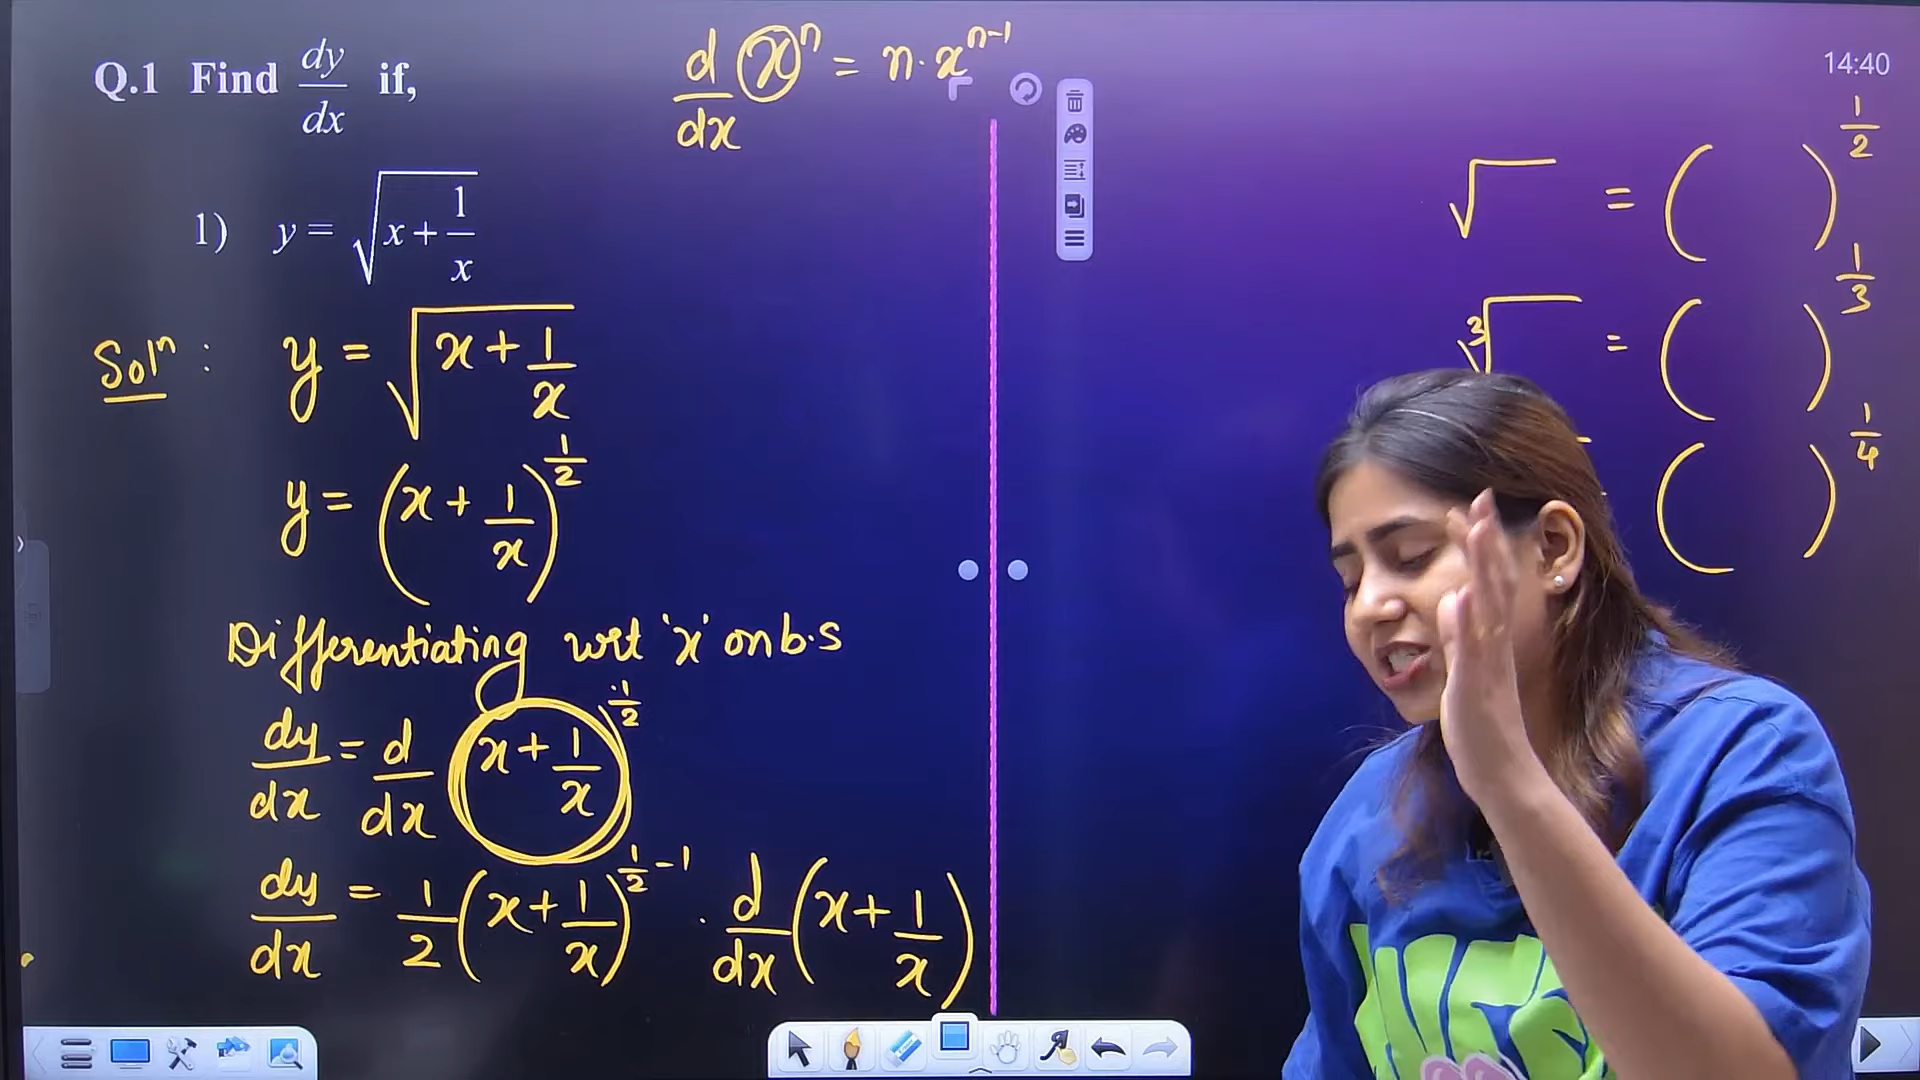 Q.1 Find dy/dx if,
d/dx (x)ⁿ = n·xⁿ⁻¹
14:40
1) y = √(x + 1/x)
Solⁿ : y = √(x + 1/x)
y = (x + 1/x)^(1/2)
Differentiating wrt 'x' on b.s
dy/dx = d/dx (x + 1/x)^(1/2)
dy/dx = 1/2 (x + 1/x)^(1/2 - 1) · d/dx (x + 1/x)
√ = ( )^(1/2)
∛ = ( )^(1/3)
( )^(1/4)